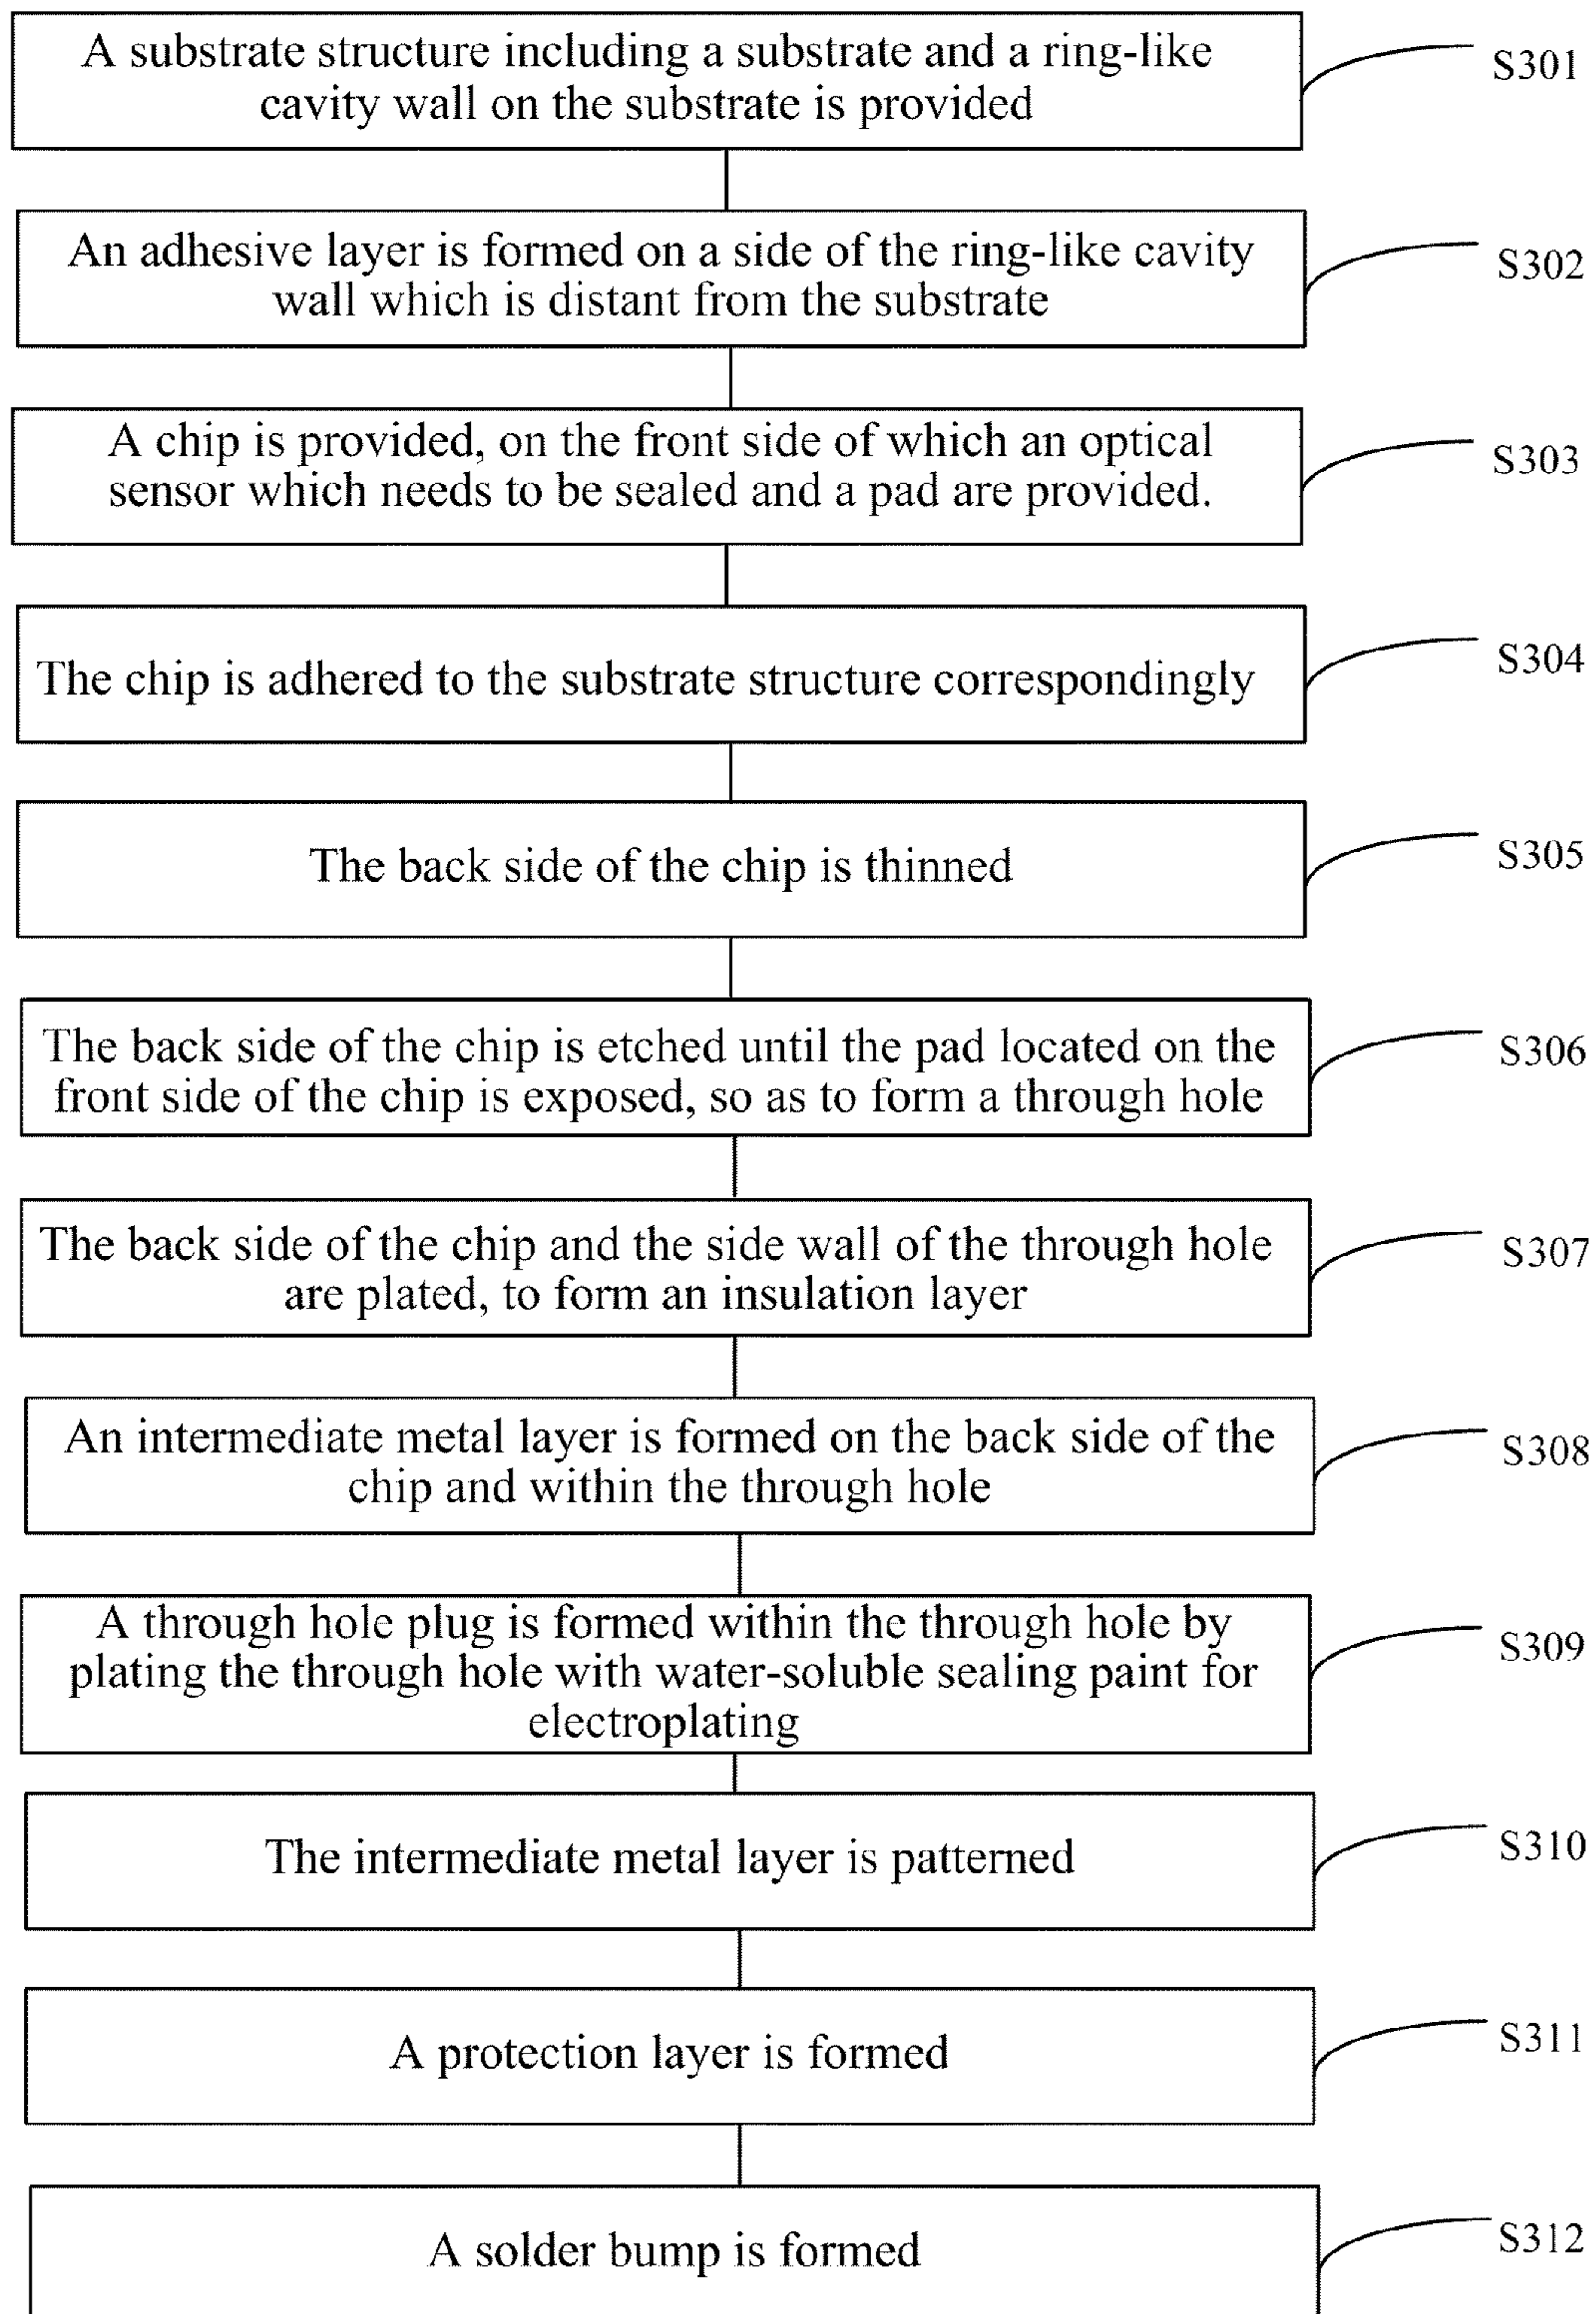 A substrate structure including a substrate and a ring-like
cavity wall on the substrate is provided
S301
An adhesive layer is formed on a side of the ring-like cavity
wall which is distant from the substrate
S302
A chip is provided, on the front side of which an optical
sensor which needs to be sealed and a pad are provided.
S303
The chip is adhered to the substrate structure correspondingly
S304
The back side of the chip is thinned
S305
The back side of the chip is etched until the pad located on the
front side of the chip is exposed, so as to form a through hole
S306
The back side of the chip and the side wall of the through hole
are plated, to form an insulation layer
S307
An intermediate metal layer is formed on the back side of the
chip and within the through hole
S308
A through hole plug is formed within the through hole by
plating the through hole with water-soluble sealing paint for
electroplating
S309
The intermediate metal layer is patterned
S310
A protection layer is formed
S311
A solder bump is formed
S312